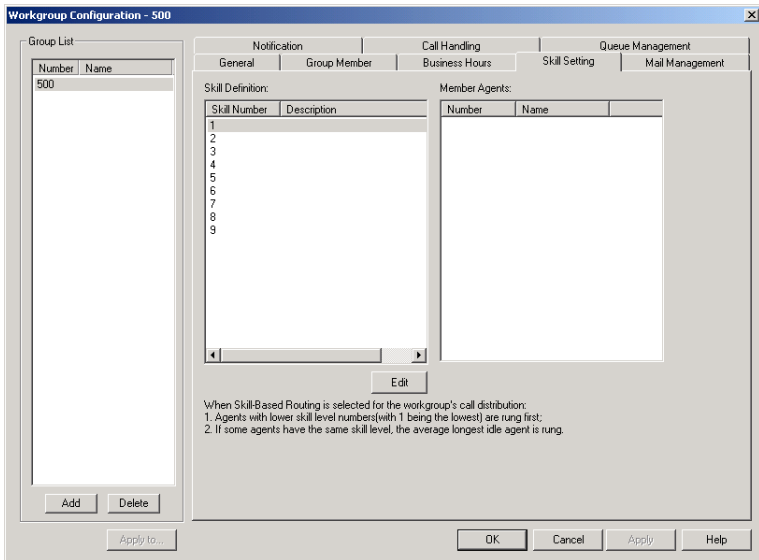 Workgroup Configuration - 500
Group List
Number Name
500
Add Delete
Apply to...
Notification Call Handling Queue Management
General Group Member Business Hours Skill Setting Mail Management
Skill Definition:
Skill Number Description
1
2
3
4
5
6
7
8
9
Edit
Member Agents:
Number Name
When Skill-Based Routing is selected for the workgroup's call distribution:
1. Agents with lower skill level numbers(with 1 being the lowest) are rung first;
2. If some agents have the same skill level, the average longest idle agent is rung.
OK Cancel Apply Help